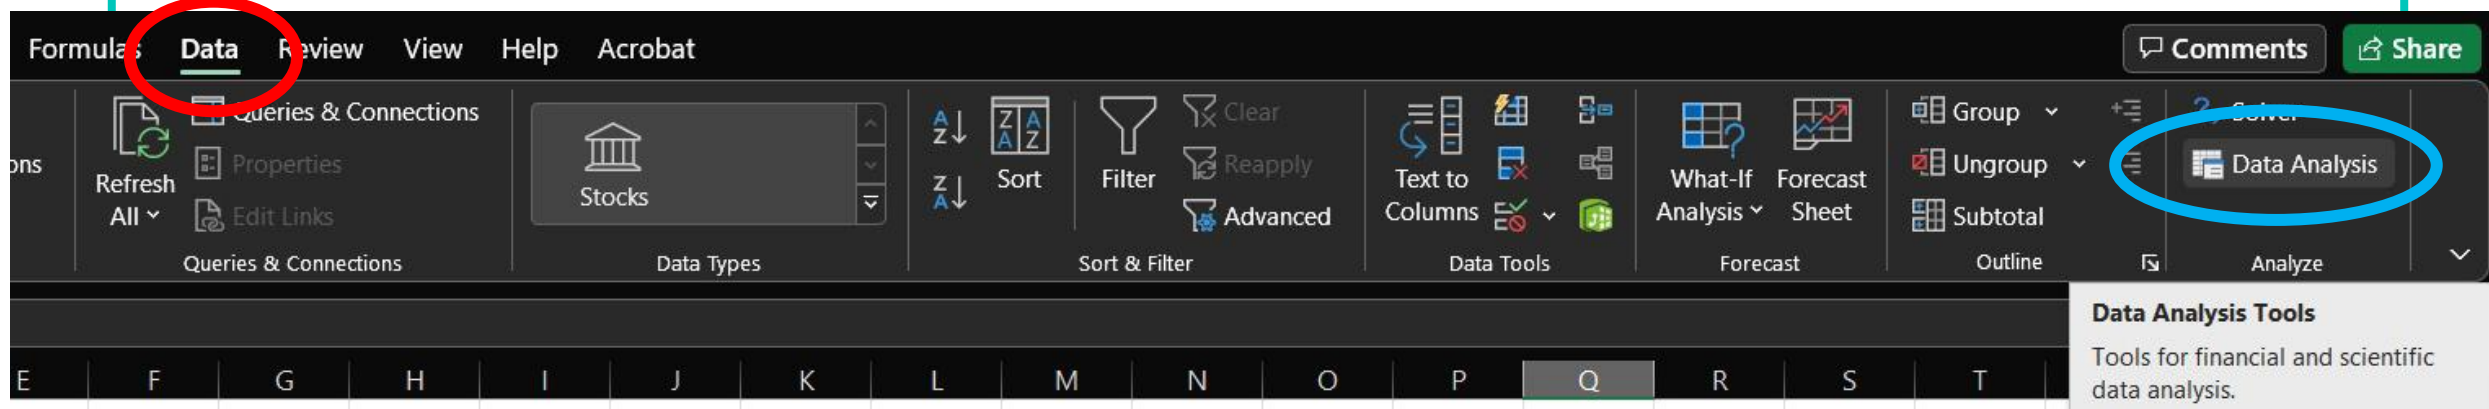 Formulas Data Review View Help Acrobat Comments Share
Queries & Connections
Properties
Edit Links
ons
Refresh
All
Queries & Connections
Stocks
Data Types
Sort
Filter
Clear
Reapply
Advanced
Sort & Filter
Text to
Columns
Data Tools
What-If
Analysis
Forecast
Sheet
Forecast
Group
Ungroup
Subtotal
Outline
Solver
Data Analysis
Analyze
Data Analysis Tools
Tools for financial and scientific
data analysis.
E F G H I J K L M N O P Q R S T